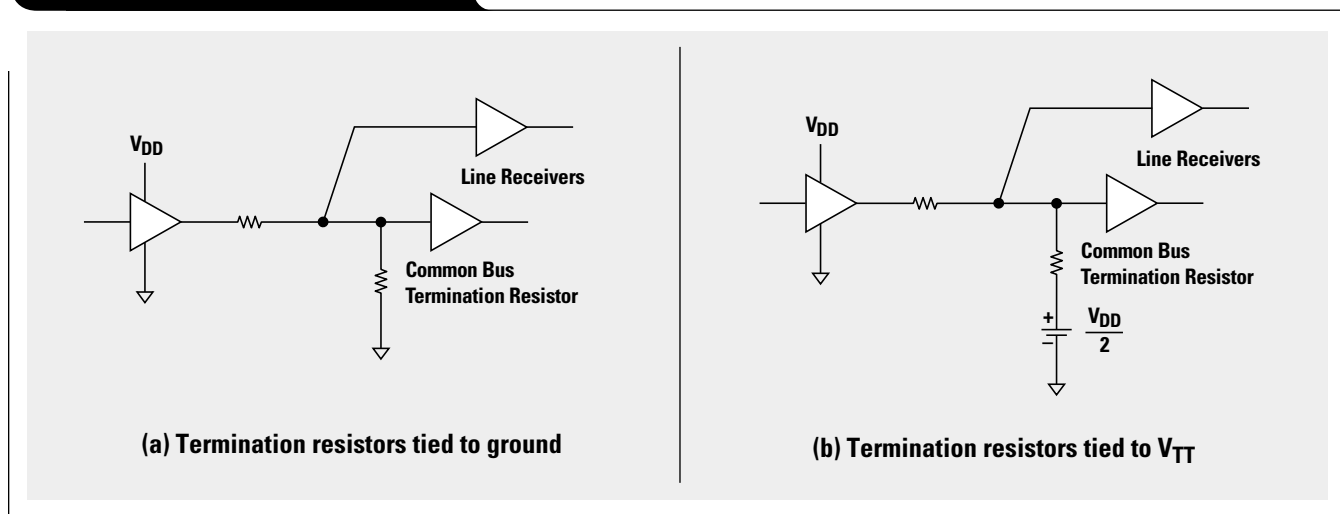 VDD
Line Receivers
Common Bus
Termination Resistor
(a) Termination resistors tied to ground
VDD
Line Receivers
Common Bus
Termination Resistor
+
–
VDD
2
(b) Termination resistors tied to VTT